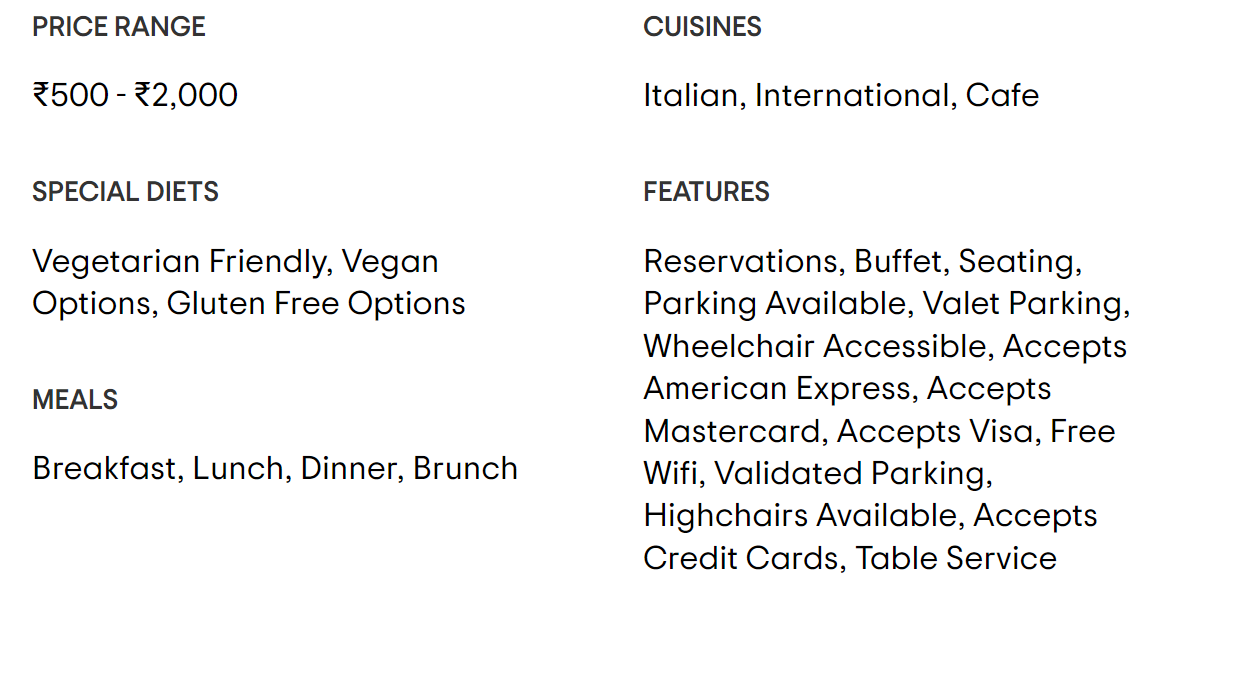 PRICE RANGE
₹500 - ₹2,000
SPECIAL DIETS
Vegetarian Friendly, Vegan
Options, Gluten Free Options
MEALS
Breakfast, Lunch, Dinner, Brunch
CUISINES
Italian, International, Cafe
FEATURES
Reservations, Buffet, Seating,
Parking Available, Valet Parking,
Wheelchair Accessible, Accepts
American Express, Accepts
Mastercard, Accepts Visa, Free
Wifi, Validated Parking,
Highchairs Available, Accepts
Credit Cards, Table Service